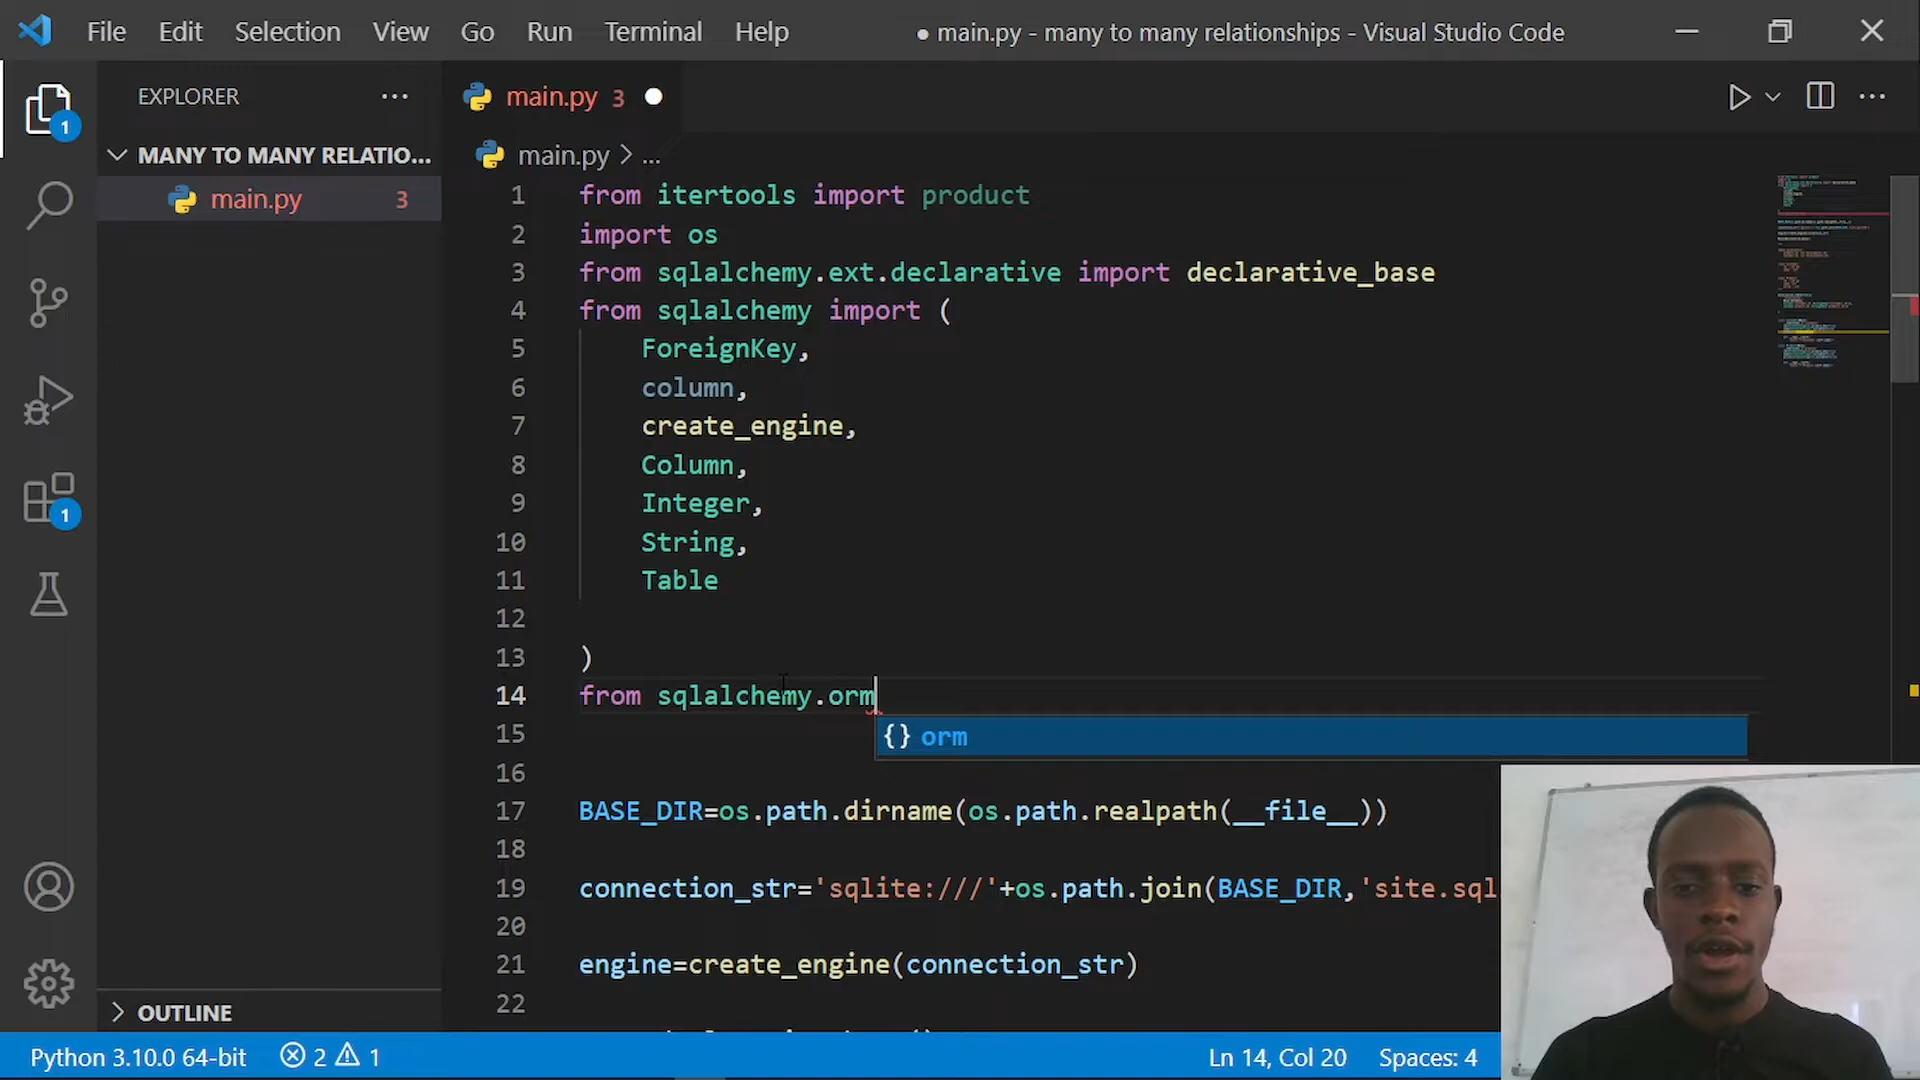 File Edit Selection View Go Run Terminal Help
● main.py - many to many relationships - Visual Studio Code
EXPLORER
MANY TO MANY RELATIO...
main.py 3
1
1
OUTLINE
main.py 3
main.py > ...
1 from itertools import product
2 import os
3 from sqlalchemy.ext.declarative import declarative_base
4 from sqlalchemy import (
5 ForeignKey,
6 column,
7 create_engine,
8 Column,
9 Integer,
10 String,
11 Table
12
13 )
14 from sqlalchemy.orm
{} orm
15
16
17 BASE_DIR=os.path.dirname(os.path.realpath(__file__))
18
19 connection_str='sqlite:///'+os.path.join(BASE_DIR,'site.sql
20
21 engine=create_engine(connection_str)
22
Python 3.10.0 64-bit 2 1 Ln 14, Col 20 Spaces: 4